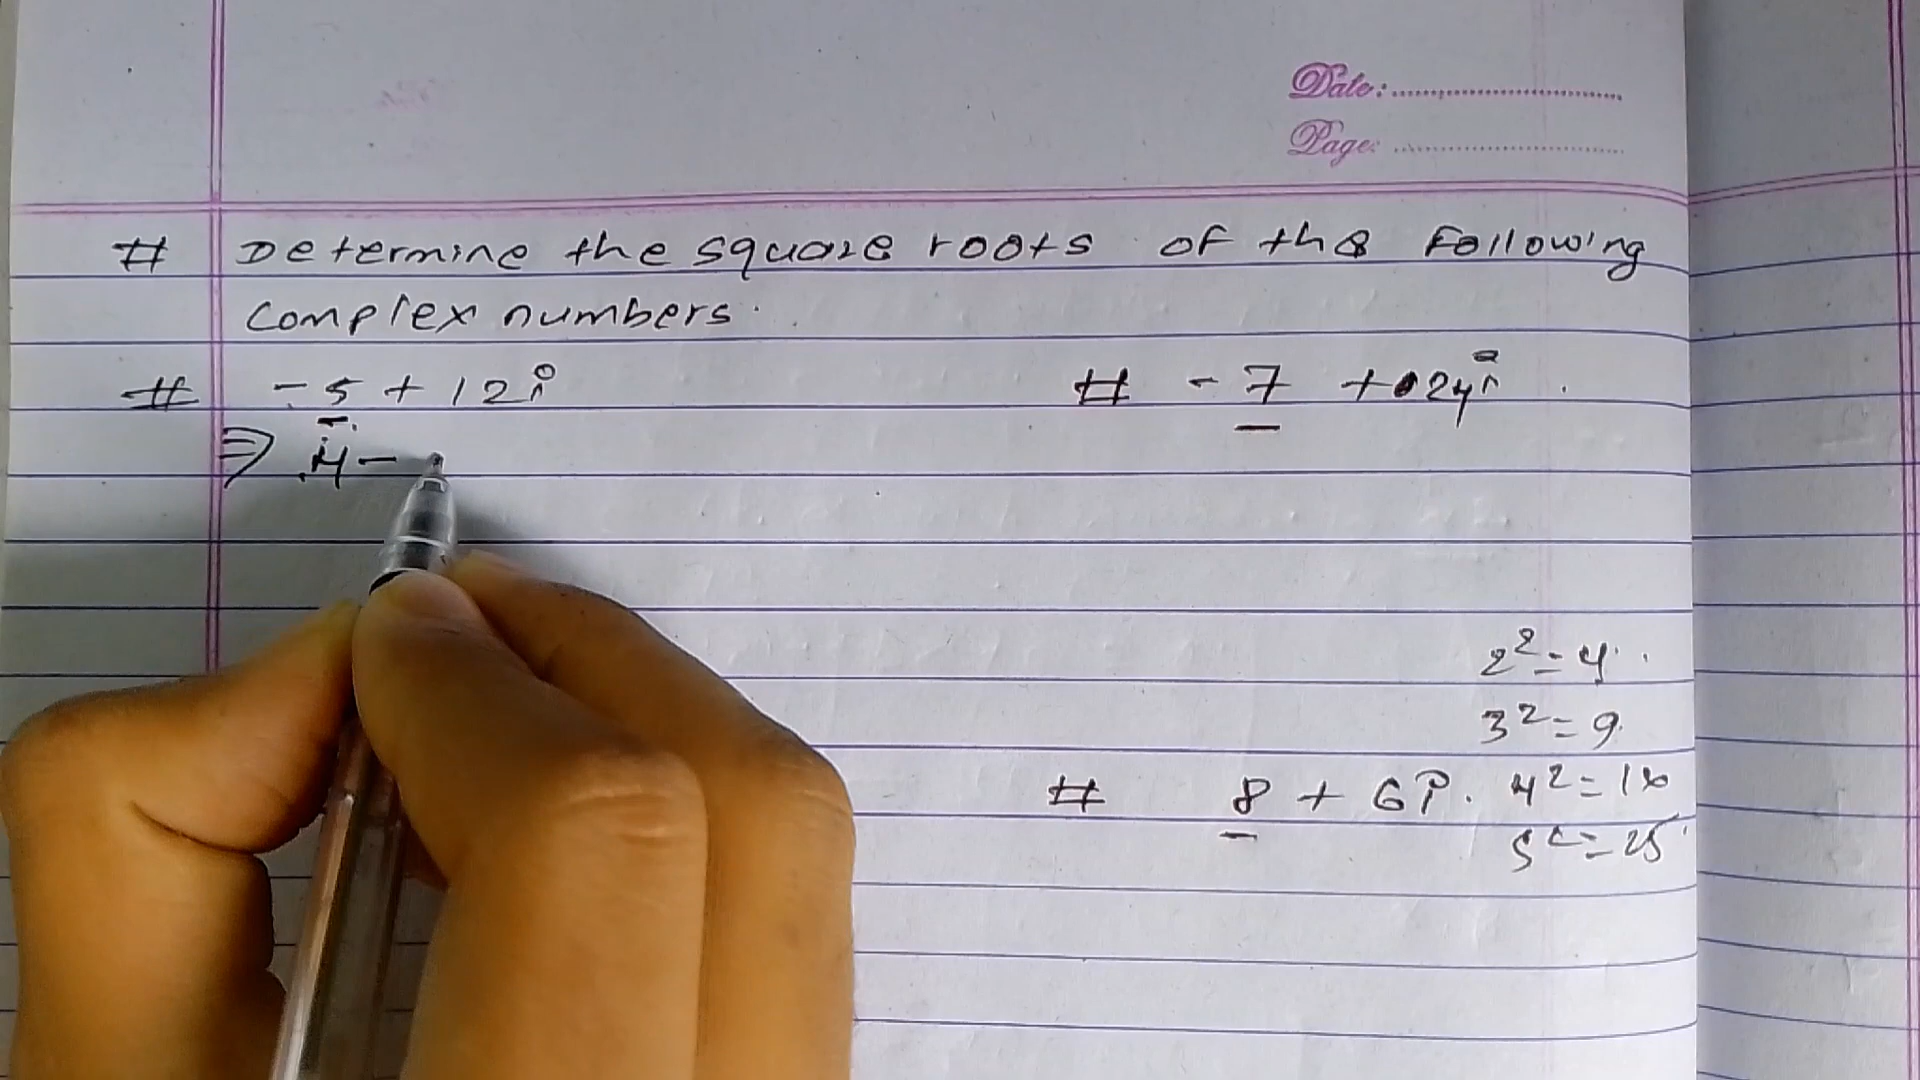 Date:
Page:
# Determine the square roots of the following
complex numbers.
# -5 + 12i
# -7 + 24i
⇒ 4 -
2² = 4
3² = 9
# 8 + 6i
4² = 16
5² = 25